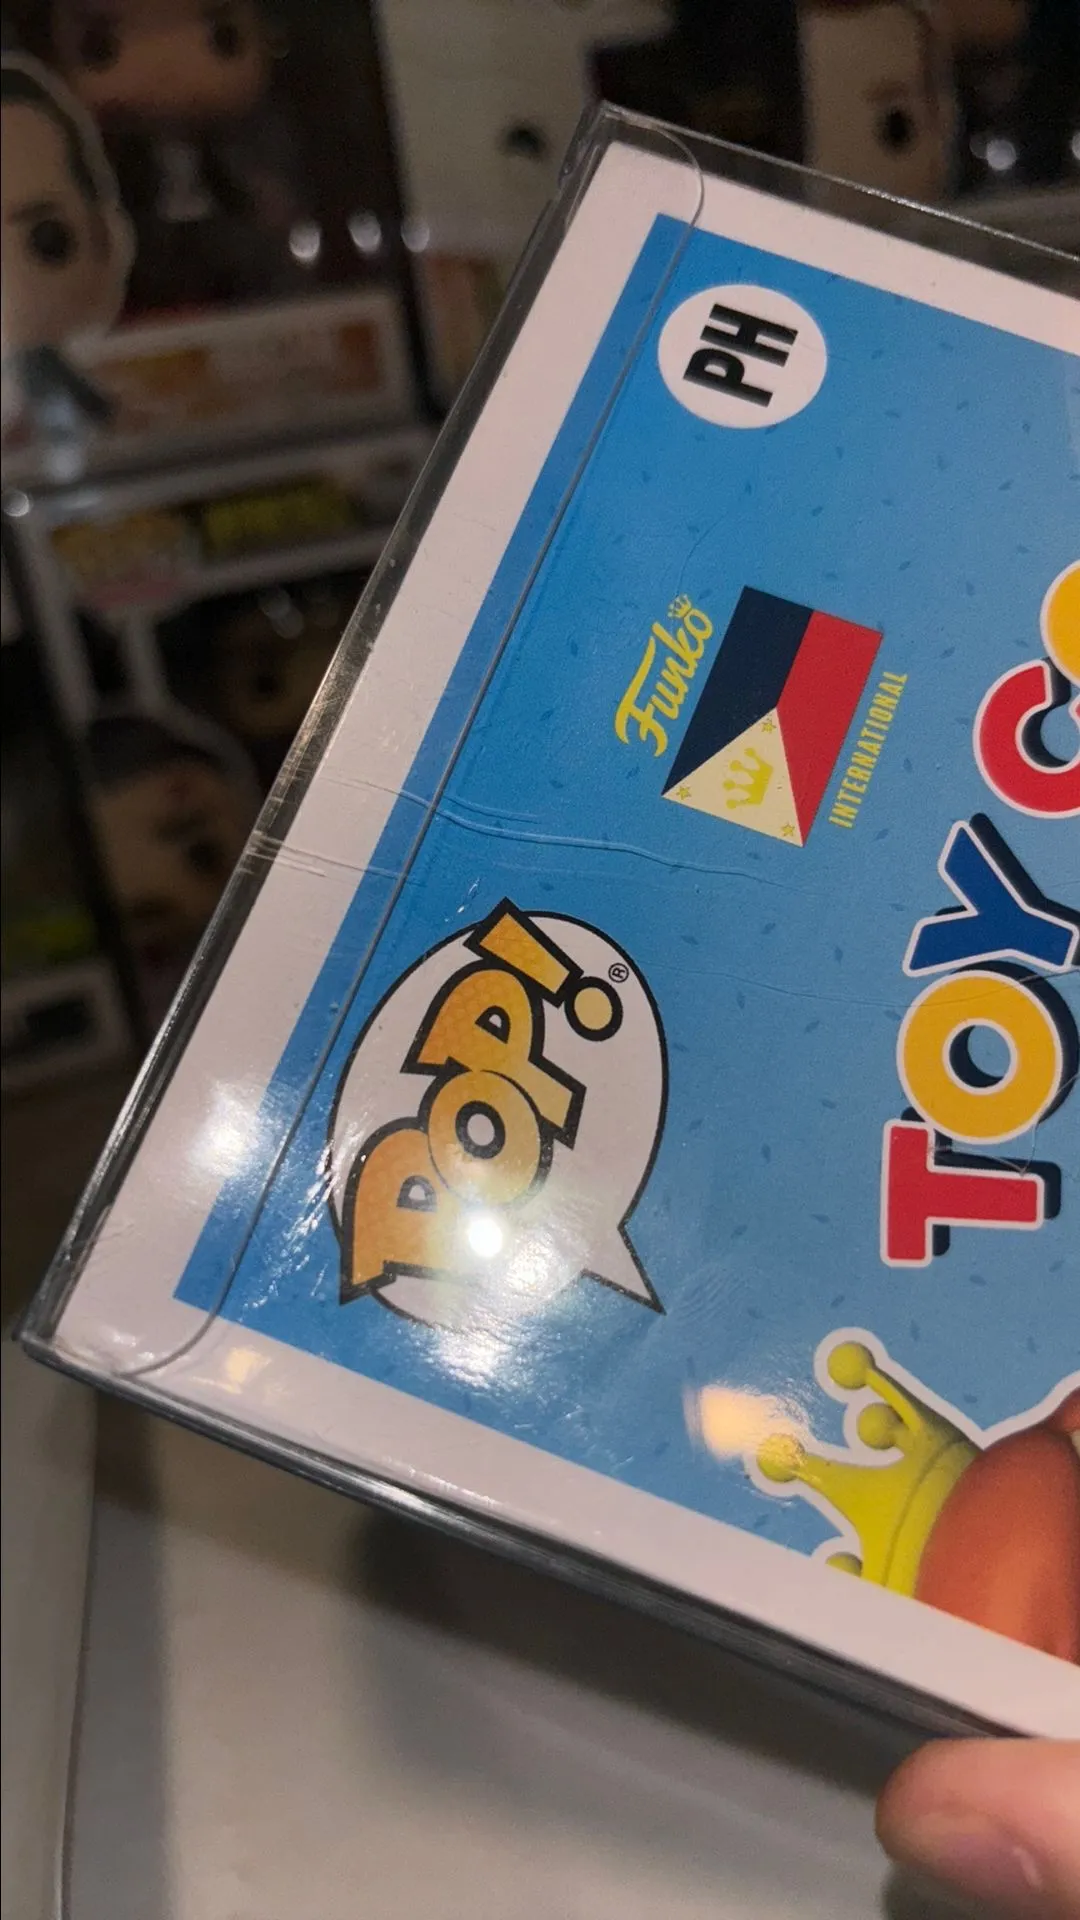 PH
Funko
INTERNATIONAL
POP!
®
TOY